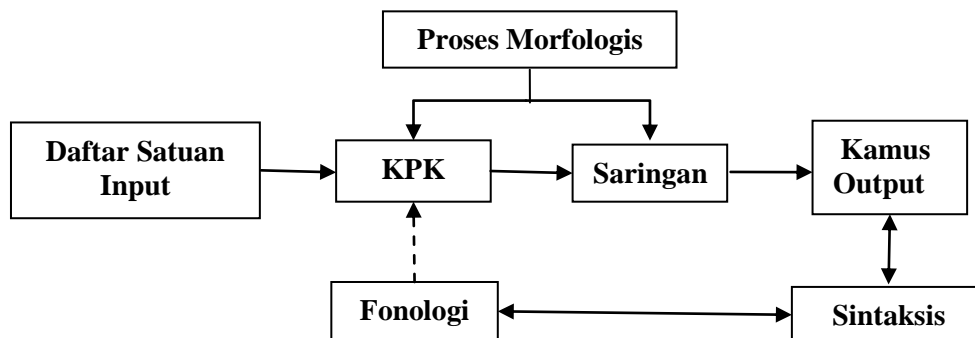 Proses Morfologis
Daftar Satuan
Input
KPK
Saringan
Kamus
Output
Fonologi
Sintaksis